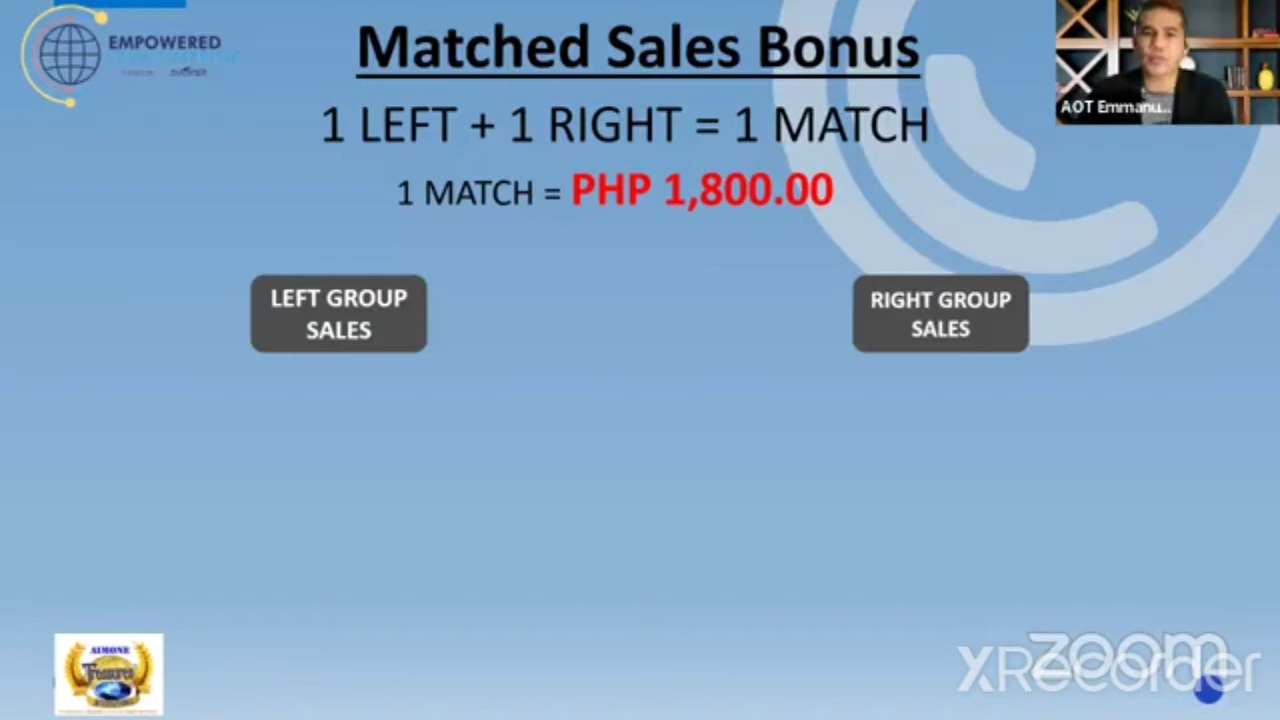 EMPOWERED
Matched Sales Bonus
AOT Emmanu...
1 LEFT + 1 RIGHT = 1 MATCH
1 MATCH = PHP 1,800.00
LEFT GROUP
SALES
RIGHT GROUP
SALES
AIMONE
Treasures
zoom
XRecorder